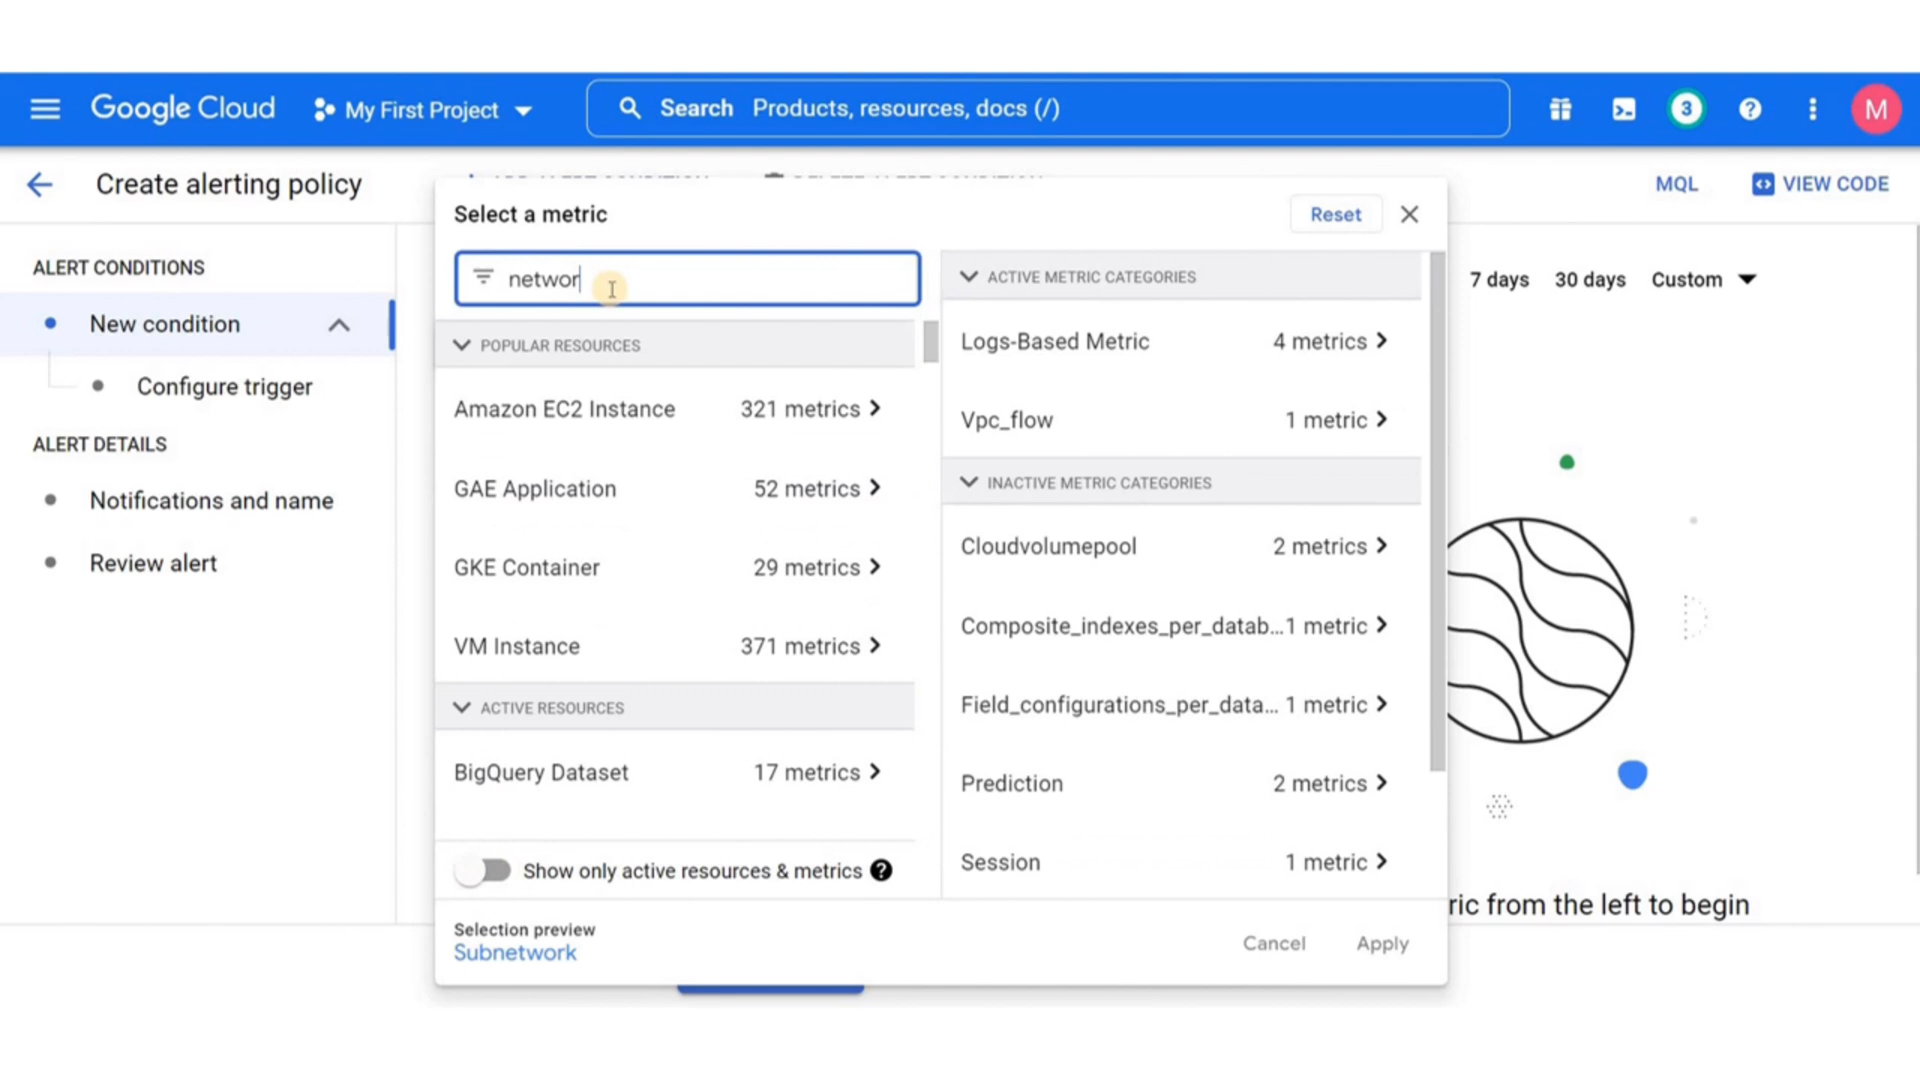 Google Cloud
My First Project
Search Products, resources, docs (/)
3
M
Create alerting policy
MQL
VIEW CODE
ALERT CONDITIONS
New condition
Configure trigger
ALERT DETAILS
Notifications and name
Review alert
Select a metric
Reset
networ
POPULAR RESOURCES
Amazon EC2 Instance 321 metrics
GAE Application 52 metrics
GKE Container 29 metrics
VM Instance 371 metrics
ACTIVE RESOURCES
BigQuery Dataset 17 metrics
Show only active resources & metrics
ACTIVE METRIC CATEGORIES
Logs-Based Metric 4 metrics
Vpc_flow 1 metric
INACTIVE METRIC CATEGORIES
Cloudvolumepool 2 metrics
Composite_indexes_per_datab... 1 metric
Field_configurations_per_data... 1 metric
Prediction 2 metrics
Session 1 metric
Selection preview
Subnetwork
Cancel
Apply
7 days 30 days Custom
ric from the left to begin